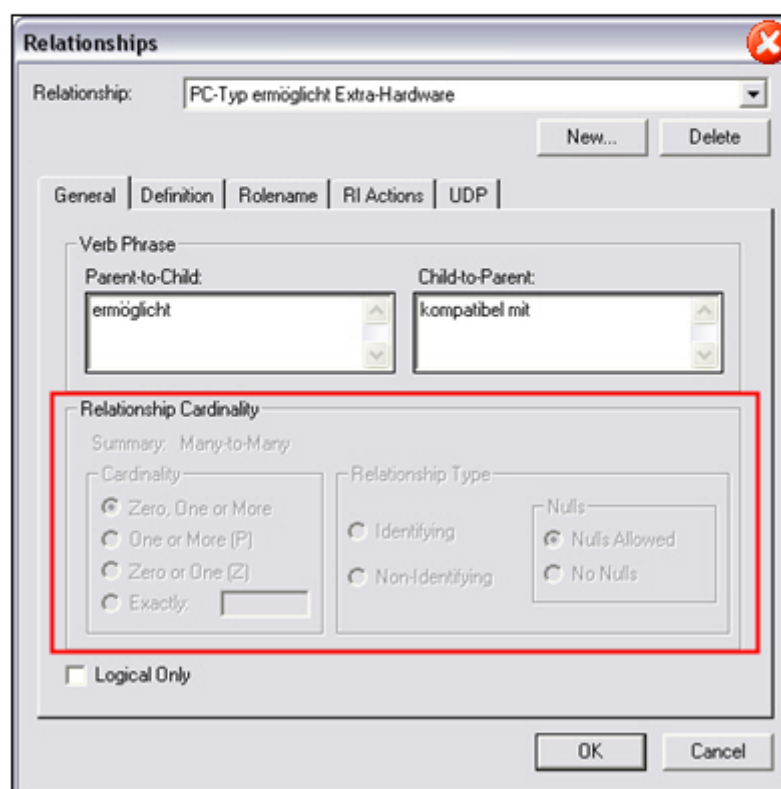 Relationships
Relationship: PC-Typ ermöglicht Extra-Hardware
New... Delete
General Definition Rolename RI Actions UDP
Verb Phrase
Parent-to-Child: Child-to-Parent:
ermöglicht kompatibel mit
Relationship Cardinality
Summary: Many-to-Many
Cardinality Relationship Type
Zero, One or More Nulls
Identifying Nulls Allowed
One or More (P)
Zero or One (Z) Non-Identifying No Nulls
Exactly:
Logical Only
OK Cancel